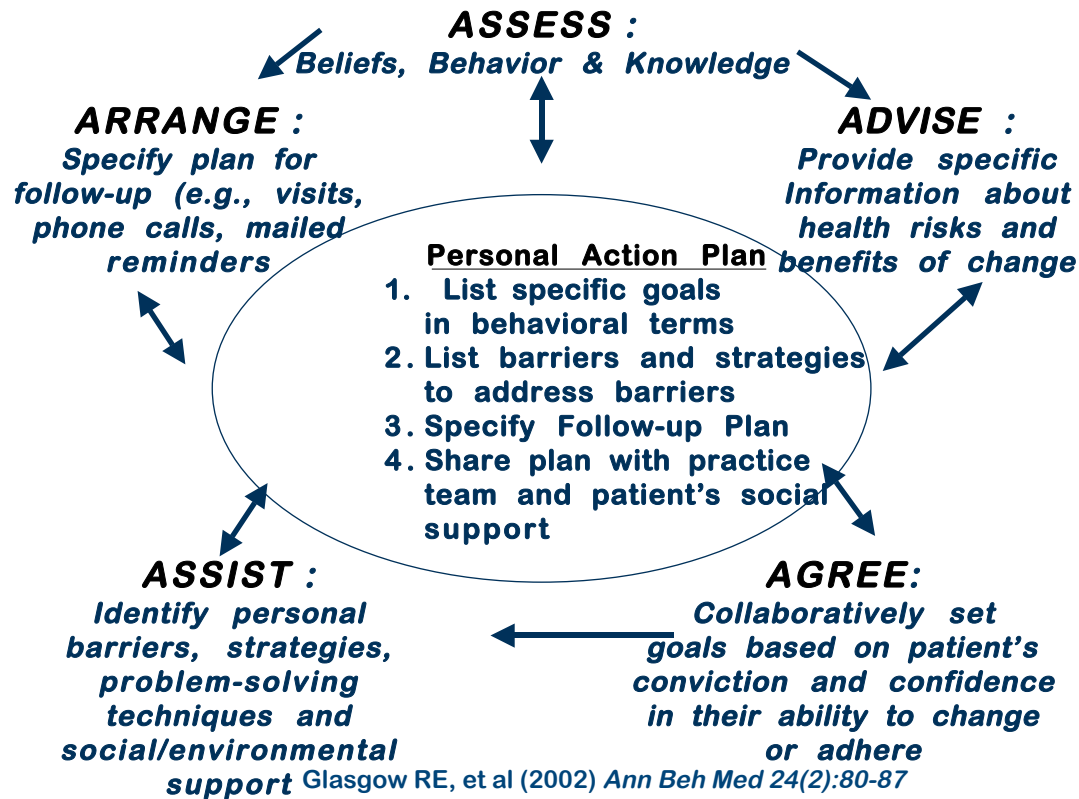 ASSESS :
Beliefs, Behavior & Knowledge
ARRANGE :
Specify plan for
follow-up (e.g., visits,
phone calls, mailed
reminders
ADVISE :
Provide specific
Information about
health risks and
benefits of change
Personal Action Plan
1. List specific goals
in behavioral terms
2. List barriers and strategies
to address barriers
3. Specify Follow-up Plan
4. Share plan with practice
team and patient's social
support
ASSIST :
Identify personal
barriers, strategies,
problem-solving
techniques and
social/environmental
support
AGREE:
Collaboratively set
goals based on patient's
conviction and confidence
in their ability to change
or adhere
Glasgow RE, et al (2002) Ann Beh Med 24(2):80-87